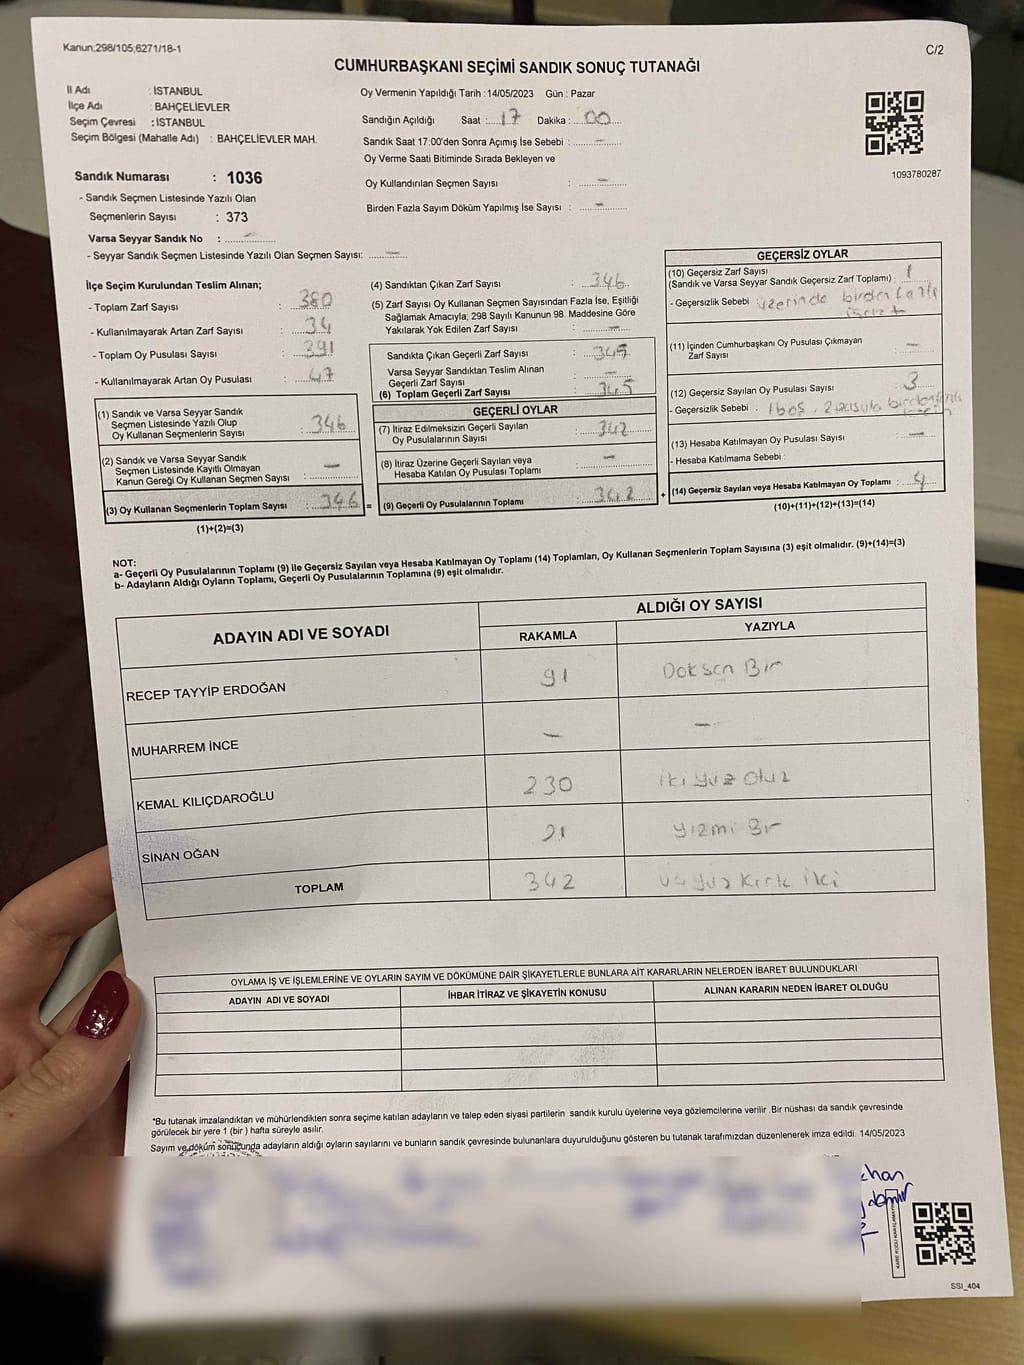 Kanun,298/105,6271/18-1
C/2
CUMHURBAŞKANI SEÇİMİ SANDIK SONUÇ TUTANAĞI
İl Adı : İSTANBUL
İlçe Adı : BAHÇELİEVLER
Seçim Çevresi : İSTANBUL
Seçim Bölgesi (Mahalle Adı) : BAHÇELİEVLER MAH.
Sandık Numarası : 1036
- Sandık Seçmen Listesinde Yazılı Olan
Seçmenlerin Sayısı : 373
Varsa Seyyar Sandık No : -
- Seyyar Sandık Seçmen Listesinde Yazılı Olan Seçmen Sayısı: -
Oy Vermenin Yapıldığı Tarih :14/05/2023 Gün : Pazar
Sandığın Açıldığı Saat : 17 Dakika : 00
Sandık Saat 17:00'den Sonra Açımış İse Sebebi : -
Oy Verme Saati Bitiminde Sırada Bekleyen ve
Oy Kullandırılan Seçmen Sayısı : -
Birden Fazla Sayım Döküm Yapılmış İse Sayısı : -
1093780287
İlçe Seçim Kurulundan Teslim Alınan;
- Toplam Zarf Sayısı : 380
- Kullanılmayarak Artan Zarf Sayısı : 34
- Toplam Oy Pusulası Sayısı : 391
- Kullanılmayarak Artan Oy Pusulası : 47
(1) Sandık ve Varsa Seyyar Sandık
Seçmen Listesinde Yazılı Olup
Oy Kullanan Seçmenlerin Sayısı : 346
(2) Sandık ve Varsa Seyyar Sandık
Seçmen Listesinde Kayıtlı Olmayan
Kanun Gereği Oy Kullanan Seçmen Sayısı : -
(3) Oy Kullanan Seçmenlerin Toplam Sayısı : 346 =
(1)+(2)=(3)
(4) Sandıktan Çıkan Zarf Sayısı : 346
(5) Zarf Sayısı Oy Kullanan Seçmen Sayısından Fazla İse, Eşitliği
Sağlamak Amacıyla; 298 Sayılı Kanunun 98. Maddesine Göre
Yakılarak Yok Edilen Zarf Sayısı : -
Sandıkta Çıkan Geçerli Zarf Sayısı : 345
Varsa Seyyar Sandıktan Teslim Alınan
Geçerli Zarf Sayısı : -
(6) Toplam Geçerli Zarf Sayısı : 345
GEÇERLİ OYLAR
(7) İtiraz Edilmeksizin Geçerli Sayılan
Oy Pusulalarının Sayısı : 342
(8) İtiraz Üzerine Geçerli Sayılan veya
Hesaba Katılan Oy Pusulası Toplamı : -
(9) Geçerli Oy Pusulalarının Toplamı : 342 +
GEÇERSİZ OYLAR
(10) Geçersiz Zarf Sayısı
(Sandık ve Varsa Seyyar Sandık Geçersiz Zarf Toplamı) : 1
- Geçersizlik Sebebi : üzerinde birden fazla
işaret
(11) İçinden Cumhurbaşkanı Oy Pusulası Çıkmayan
Zarf Sayısı : -
(12) Geçersiz Sayılan Oy Pusulası Sayısı : 3
- Geçersizlik Sebebi : 1 boş, 2 pusula
(13) Hesaba Katılmayan Oy Pusulası Sayısı : -
- Hesaba Katılmama Sebebi :
(14) Geçersiz Sayılan veya Hesaba Katılmayan Oy Toplamı : 4
(10)+(11)+(12)+(13)=(14)
NOT:
a- Geçerli Oy Pusulalarının Toplamı (9) ile Geçersiz Sayılan veya Hesaba Katılmayan Oy Toplamı (14) Toplamları, Oy Kullanan Seçmenlerin Toplam Sayısına (3) eşit olmalıdır. (9)+(14)=(3)
b- Adayların Aldığı Oyların Toplamı, Geçerli Oy Pusulalarının Toplamına (9) eşit olmalıdır.
ADAYIN ADI VE SOYADI
ALDIĞI OY SAYISI
RAKAMLA YAZIYLA
RECEP TAYYİP ERDOĞAN 91 Doksan Bir
MUHARREM İNCE - -
KEMAL KILIÇDAROĞLU 230 iki yüz otuz
SİNAN OĞAN 21 yirmi Bir
TOPLAM 342 üç yüz kırk iki
OYLAMA İŞ VE İŞLEMLERİNE VE OYLARIN SAYIM VE DÖKÜMÜNE DAİR ŞİKAYETLERLE BUNLARA AİT KARARLARIN NELERDEN İBARET BULUNDUKLARI
ADAYIN ADI VE SOYADI İHBAR İTİRAZ VE ŞİKAYETİN KONUSU ALINAN KARARIN NEDEN İBARET OLDUĞU
*Bu tutanak imzalandıktan ve mühürlendikten sonra seçime katılan adayların ve talep eden siyasi partilerin sandık kurulu üyelerine veya gözlemcilerine verilir .Bir nüshası da sandık çevresinde
görülecek bir yere 1 (bir ) hafta süreyle asılır.
Sayım ve döküm sonucunda adayların aldığı oyların sayılarını ve bunların sandık çevresinde bulunanlara duyurulduğunu gösteren bu tutanak tarafımızdan düzenlenerek imza edildi. 14/05/2023
SSI_404